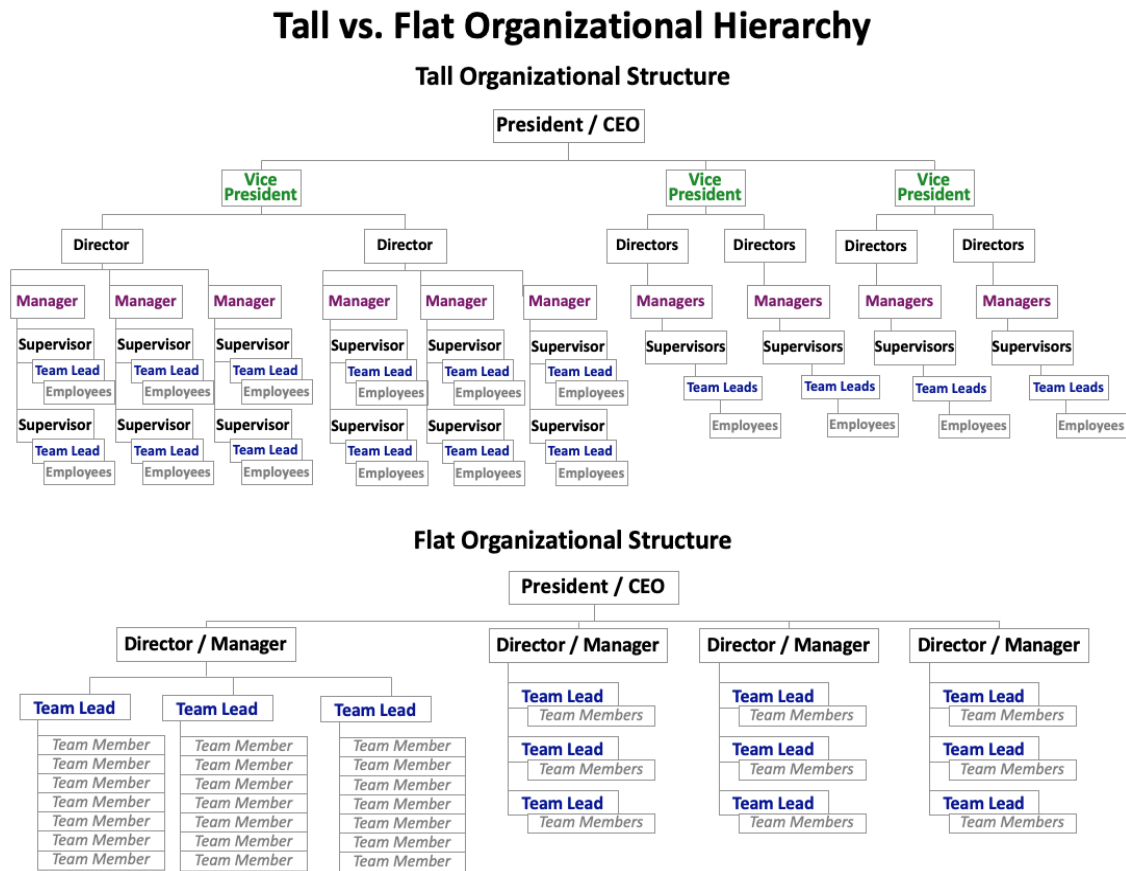 Tall vs. Flat Organizational Hierarchy
Tall Organizational Structure
President / CEO
Vice
President
Vice
President
Vice
President
Director
Director
Directors
Directors
Directors
Directors
Manager
Manager
Manager
Manager
Manager
Manager
Managers
Managers
Managers
Managers
Supervisor
Supervisor
Supervisor
Supervisor
Supervisor
Supervisor
Supervisors
Supervisors
Supervisors
Supervisors
Team Lead
Team Lead
Team Lead
Team Lead
Team Lead
Team Lead
Team Leads
Team Leads
Team Leads
Team Leads
Employees
Employees
Employees
Employees
Employees
Employees
Employees
Employees
Employees
Employees
Supervisor
Supervisor
Supervisor
Supervisor
Supervisor
Supervisor
Team Lead
Team Lead
Team Lead
Team Lead
Team Lead
Team Lead
Employees
Employees
Employees
Employees
Employees
Employees
Flat Organizational Structure
President / CEO
Director / Manager
Director / Manager
Director / Manager
Director / Manager
Team Lead
Team Member
Team Member
Team Member
Team Member
Team Member
Team Member
Team Member
Team Lead
Team Member
Team Member
Team Member
Team Member
Team Member
Team Member
Team Member
Team Lead
Team Member
Team Member
Team Member
Team Member
Team Member
Team Member
Team Member
Team Lead
Team Members
Team Lead
Team Members
Team Lead
Team Members
Team Lead
Team Members
Team Lead
Team Members
Team Lead
Team Members
Team Lead
Team Members
Team Lead
Team Members
Team Lead
Team Members